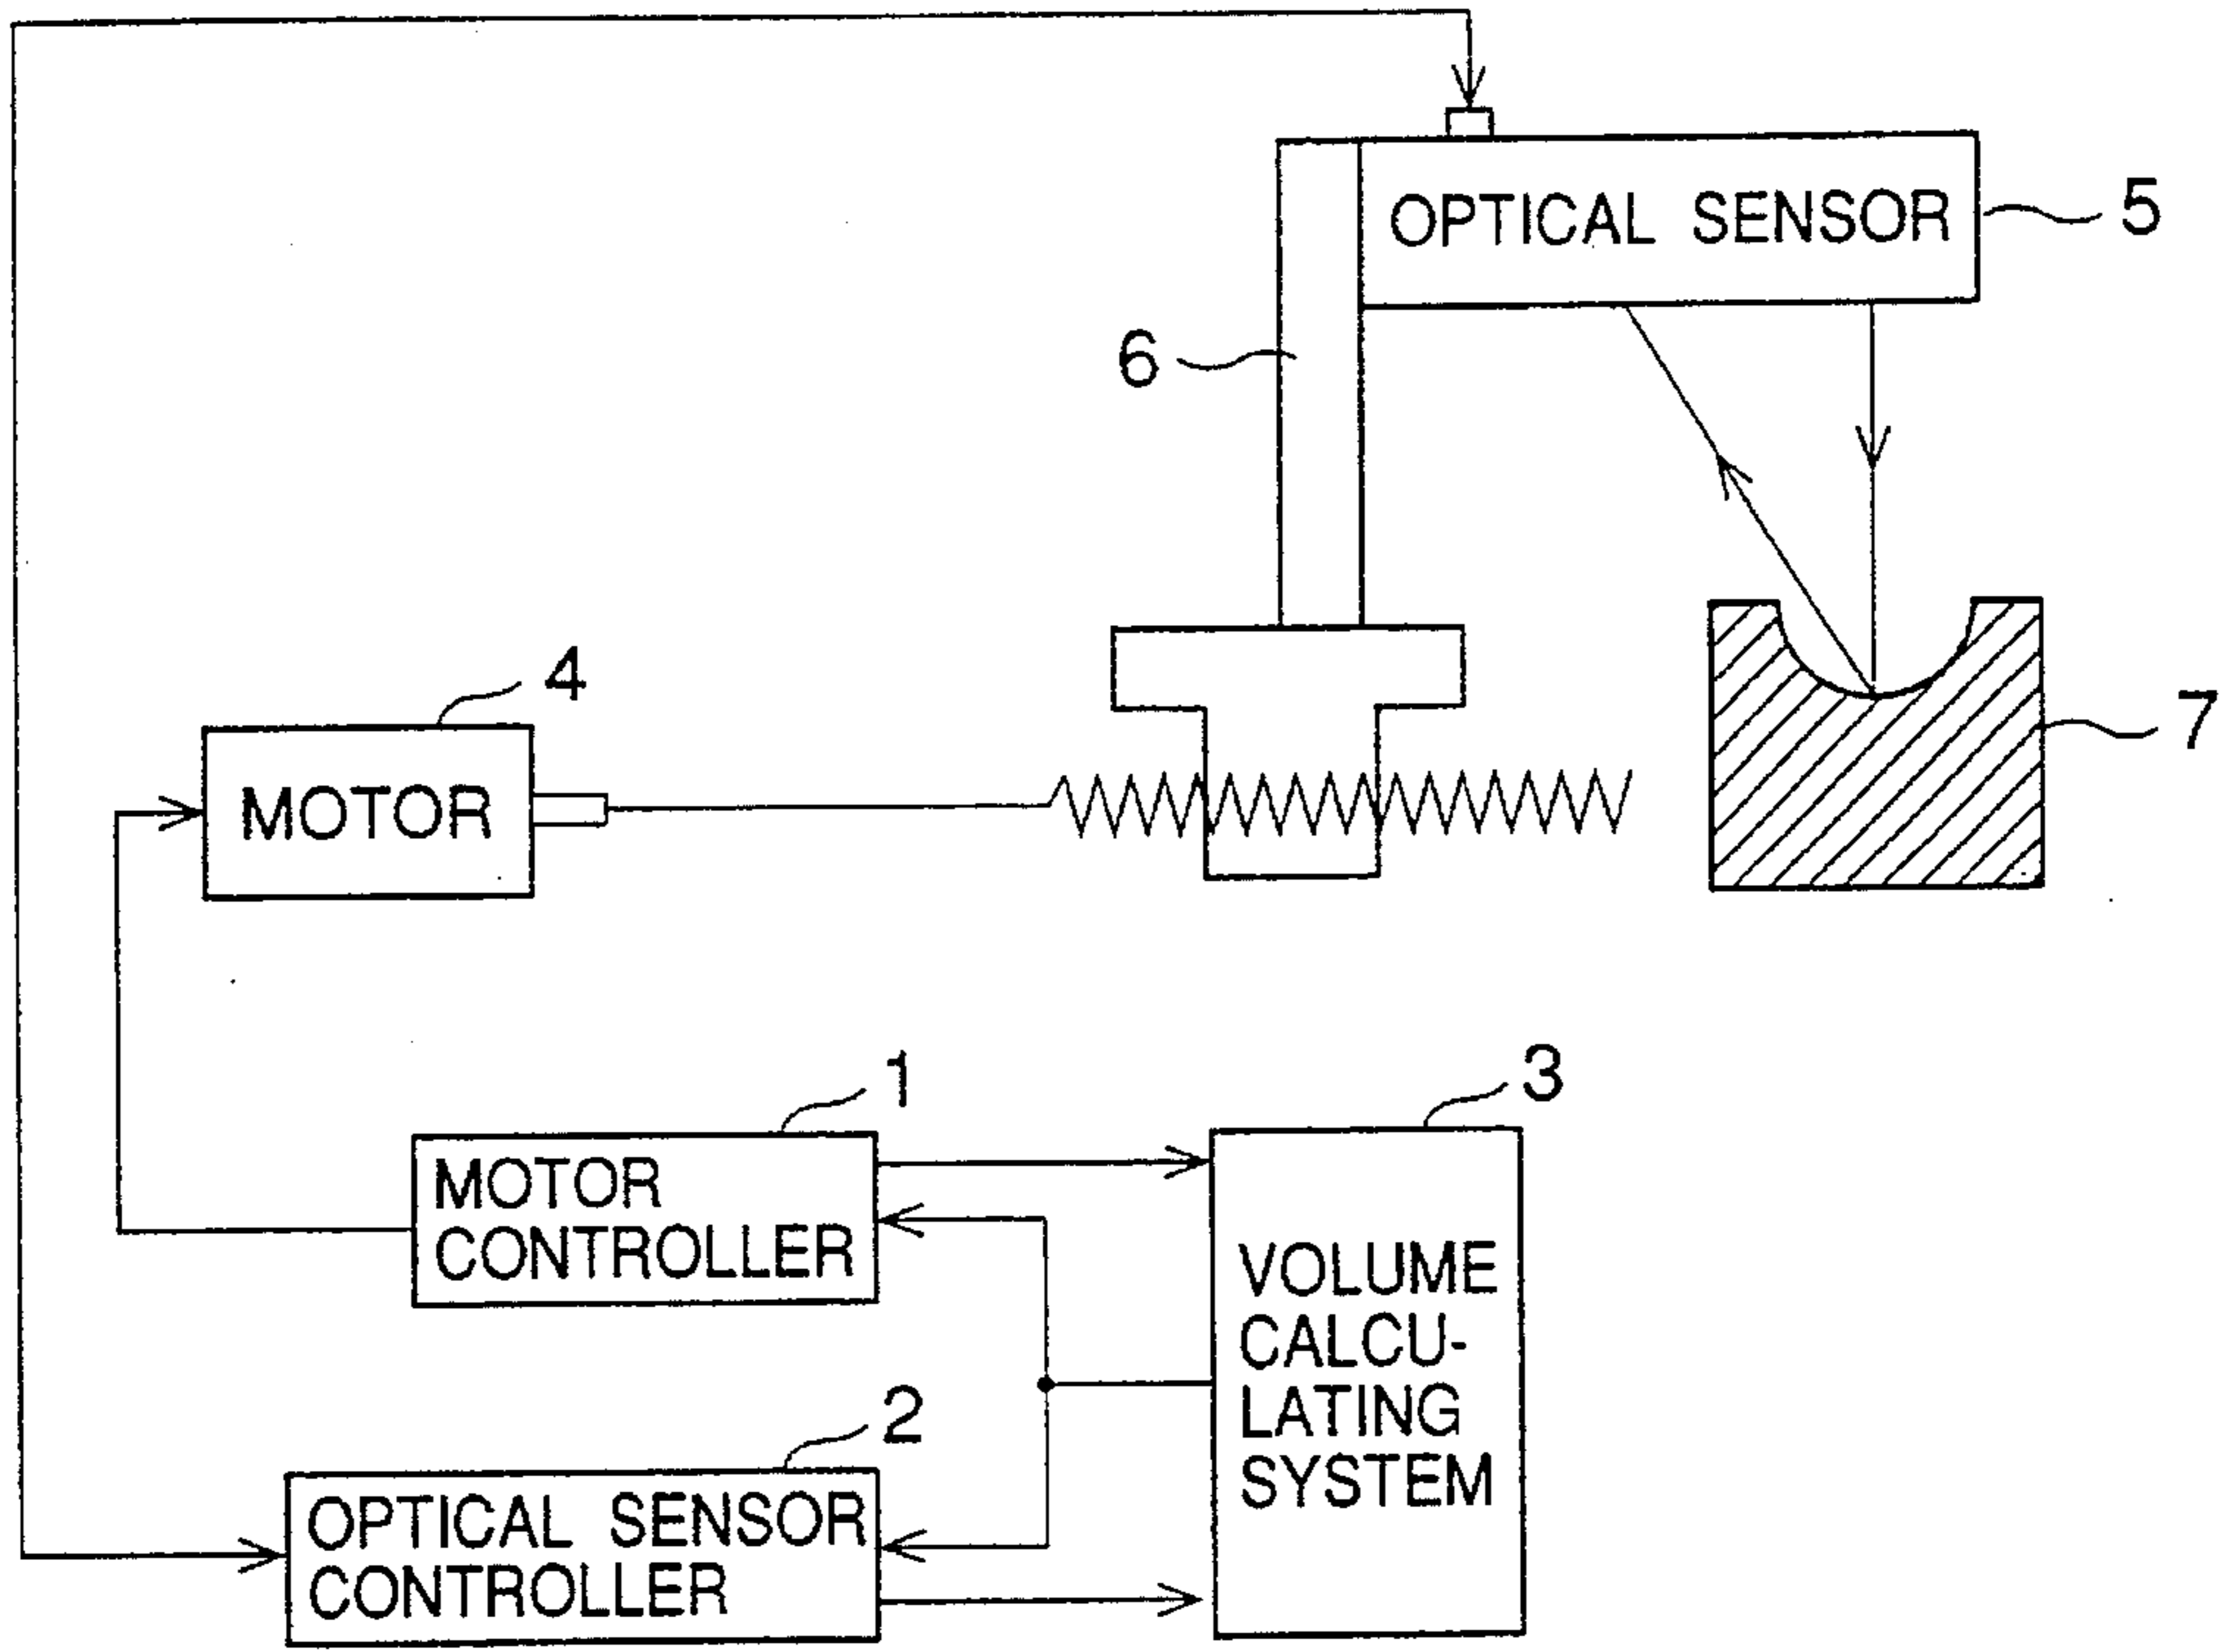 OPTICAL SENSOR
5
6
4
MOTOR
7
1
MOTOR
CONTROLLER
3
VOLUME
CALCU-
LATING
SYSTEM
2
OPTICAL SENSOR
CONTROLLER